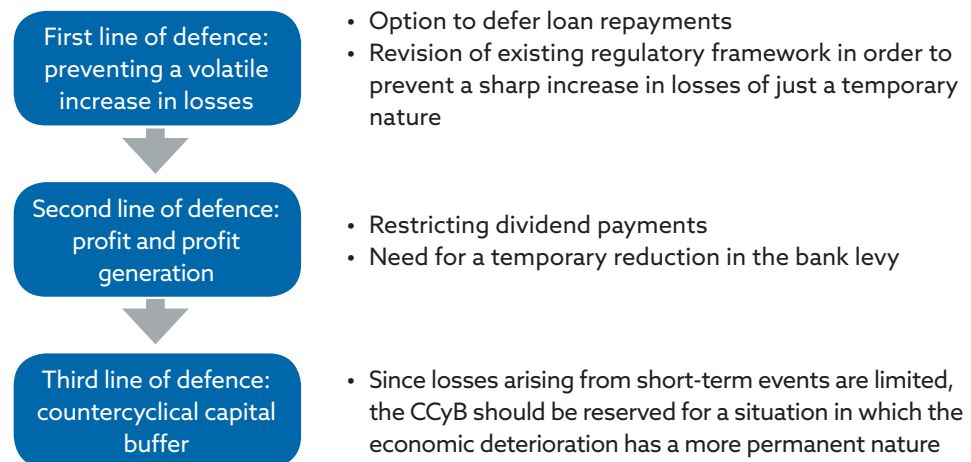 First line of defence:
preventing a volatile
increase in losses
• Option to defer loan repayments
• Revision of existing regulatory framework in order to
prevent a sharp increase in losses of just a temporary
nature
Second line of defence:
profit and profit
generation
• Restricting dividend payments
• Need for a temporary reduction in the bank levy
Third line of defence:
countercyclical capital
buffer
• Since losses arising from short-term events are limited,
the CCyB should be reserved for a situation in which the
economic deterioration has a more permanent nature